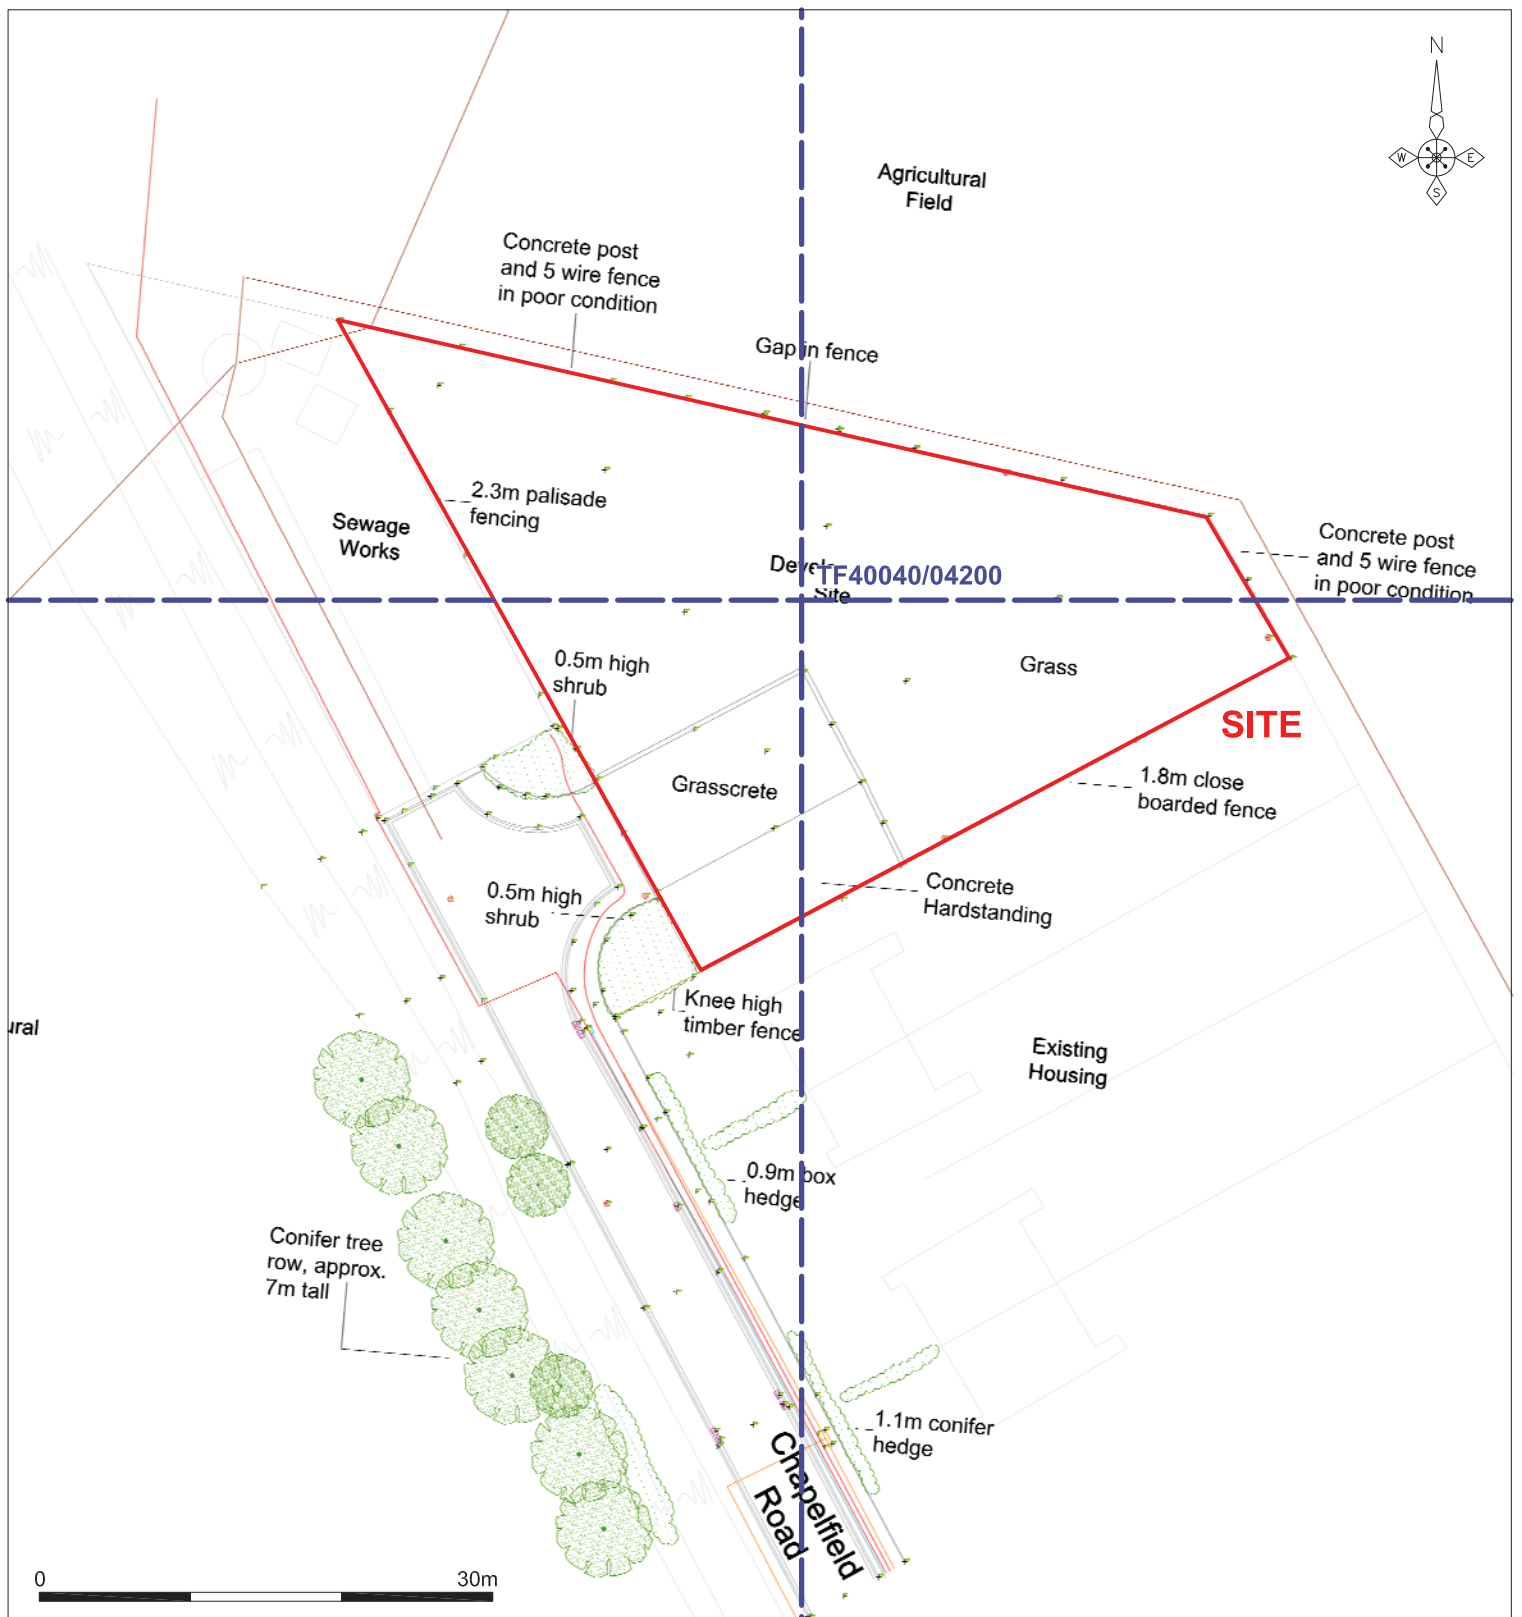 N
W
E
S
Agricultural
Field
Concrete post
and 5 wire fence
in poor condition
Gap in fence
2.3m palisade
fencing
Sewage
Works
Concrete post
and 5 wire fence
in poor condition
TF40040/04200
Site
0.5m high
shrub
Grass
SITE
Grasscrete
1.8m close
boarded fence
0.5m high
shrub
Concrete
Hardstanding
Knee high
timber fence
ural
Existing
Housing
0.9m box
hedge
Conifer tree
row, approx.
7m tall
1.1m conifer
hedge
Chapelfield
Road
0 30m